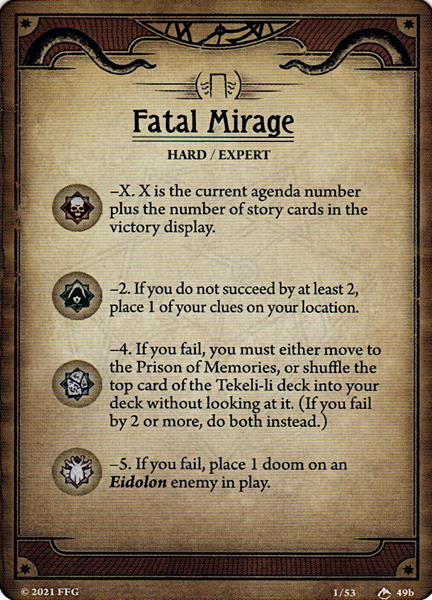 Fatal Mirage
HARD / EXPERT
–X. X is the current agenda number
plus the number of story cards in the
victory display.
–2. If you do not succeed by at least 2,
place 1 of your clues on your location.
–4. If you fail, you must either move to
the Prison of Memories, or shuffle the
top card of the Tekeli-li deck into your
deck without looking at it. (If you fail
by 2 or more, do both instead.)
–5. If you fail, place 1 doom on an
Eidolon enemy in play.
© 2021 FFG
1/53
49b